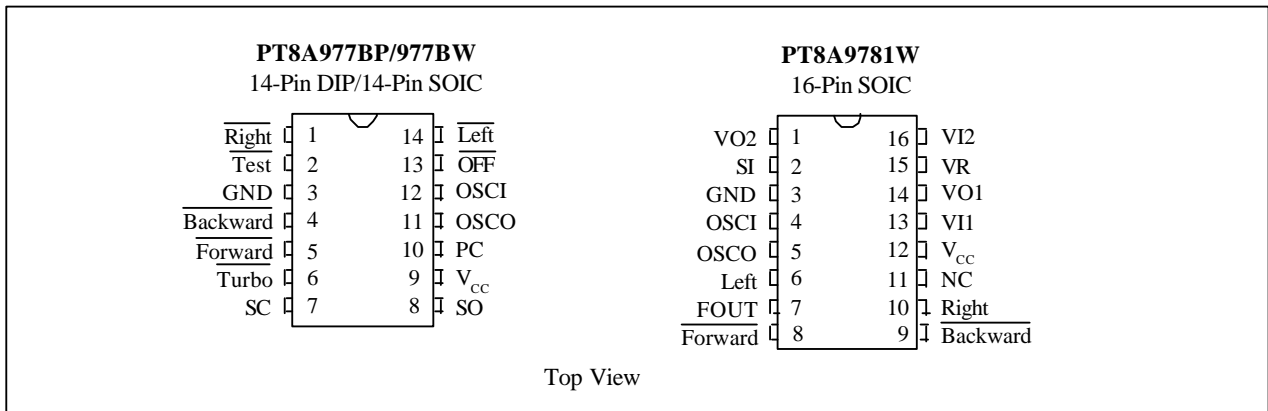 PT8A977BP/977BW
14-Pin DIP/14-Pin SOIC
Right 1 14 Left
Test 2 13 OFF
GND 3 12 OSCI
Backward 4 11 OSCO
Forward 5 10 PC
Turbo 6 9 VCC
SC 7 8 SO
PT8A9781W
16-Pin SOIC
VO2 1 16 VI2
SI 2 15 VR
GND 3 14 VO1
OSCI 4 13 VI1
OSCO 5 12 VCC
Left 6 11 NC
FOUT 7 10 Right
Forward 8 9 Backward
Top View